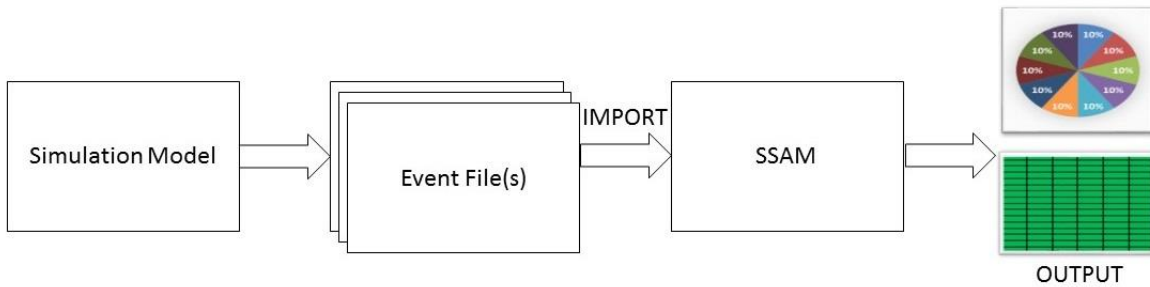 Simulation Model
Event File(s)
IMPORT
SSAM
10% 10%
10% 10%
10% 10%
10% 10%
10% 10%
OUTPUT